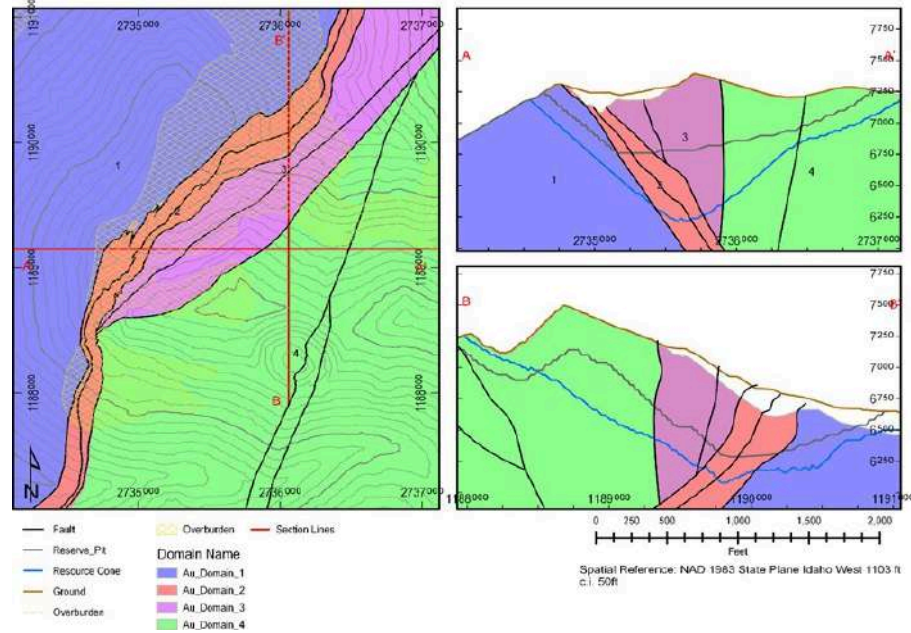 2735000
2736000
2737000
B'
1191000
1190000
1189000
1188000
1
2
3
4
A
B
2735000
2736000
2737000
A
A'
7750
7500
7250
7000
6750
6500
6250
1
2
3
4
2735000
2736000
2737000
B
B'
7750
7500
7250
7000
6750
6500
6250
1188000
1189000
1190000
1191000
Fault
Reserve_Pit
Resource Cone
Ground
Overburden
Overburden
Section Lines
Domain Name
Au_Domain_1
Au_Domain_2
Au_Domain_3
Au_Domain_4
0 250 500 1,000 1,500 2,000
Feet
Spatial Reference: NAD 1983 State Plane Idaho West 1103 ft
c.i. 50ft